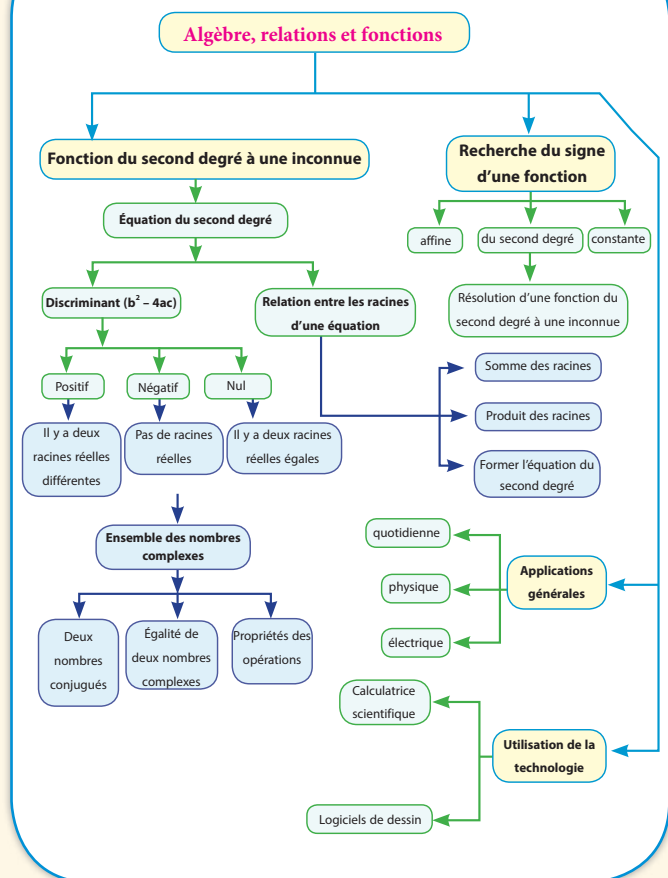 Algèbre, relations et fonctions
Fonction du second degré à une inconnue
Recherche du signe
d'une fonction
Équation du second degré
affine
du second degré
constante
Discriminant (b² – 4ac)
Relation entre les racines
d'une équation
Résolution d'une fonction du
second degré à une inconnue
Positif
Négatif
Nul
Il y a deux
racines réelles
différentes
Pas de racines
réelles
Il y a deux racines
réelles égales
Somme des racines
Produit des racines
Former l'équation du
second degré
Ensemble des nombres
complexes
Deux
nombres
conjugués
Égalité de
deux nombres
complexes
Propriétés des
opérations
quotidienne
physique
électrique
Applications
générales
Calculatrice
scientifique
Utilisation de la
technologie
Logiciels de dessin